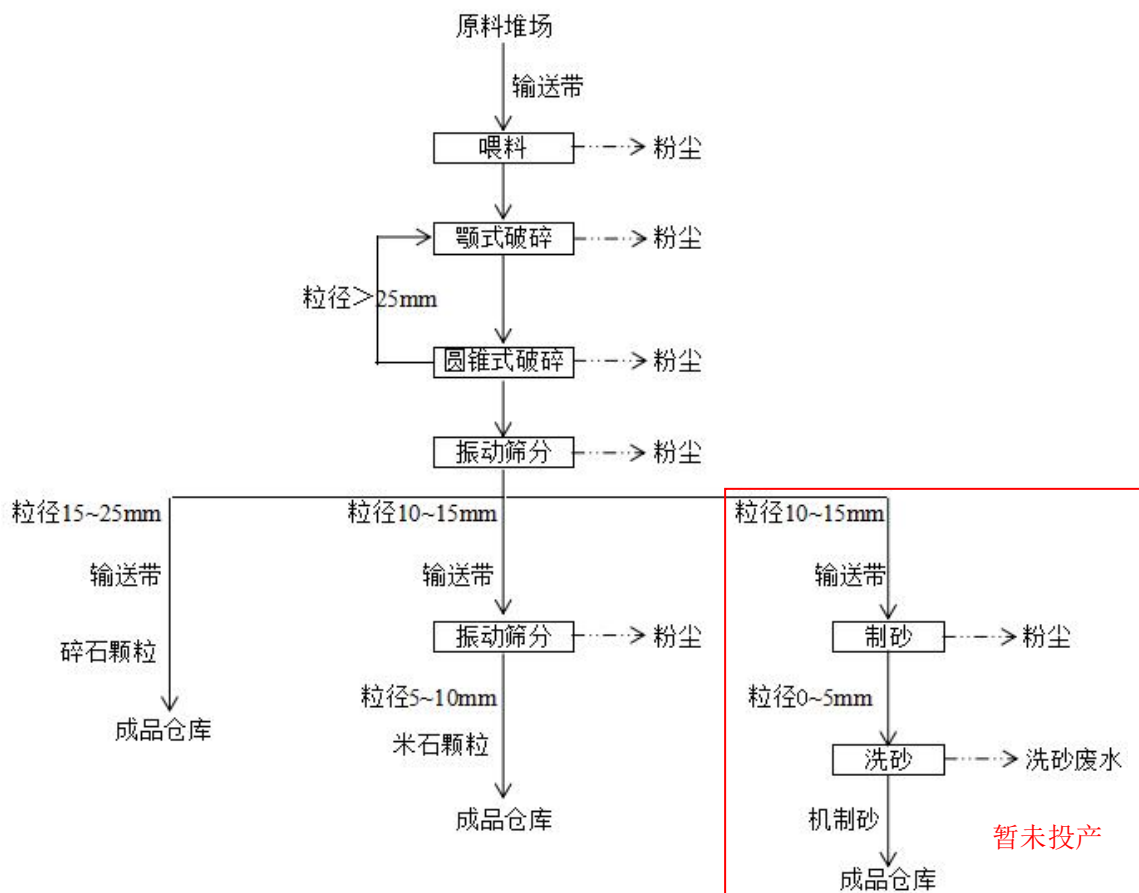 原料堆场
输送带
喂料
粉尘
颚式破碎
粉尘
粒径＞25mm
圆锥式破碎
粉尘
振动筛分
粉尘
粒径15~25mm
粒径10~15mm
粒径10~15mm
输送带
输送带
输送带
碎石颗粒
振动筛分
粉尘
制砂
粉尘
成品仓库
粒径5~10mm
粒径0~5mm
米石颗粒
洗砂
洗砂废水
成品仓库
机制砂
暂未投产
成品仓库